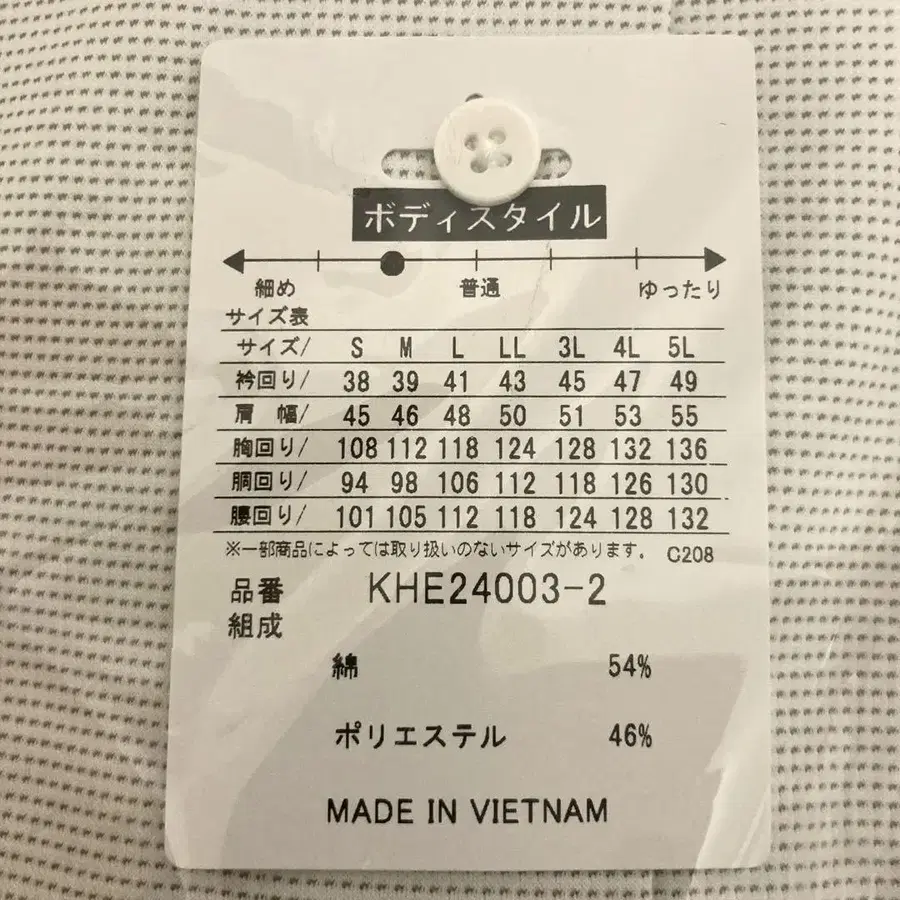 ボディスタイル
細め 普通 ゆったり
サイズ表
サイズ/ S M L LL 3L 4L 5L
衿回り/ 38 39 41 43 45 47 49
肩 幅/ 45 46 48 50 51 53 55
胸回り/ 108 112 118 124 128 132 136
胴回り/ 94 98 106 112 118 126 130
腰回り/ 101 105 112 118 124 128 132
※一部商品によっては取り扱いのないサイズがあります。 C208
品番 KHE24003-2
組成
綿 54%
ポリエステル 46%
MADE IN VIETNAM